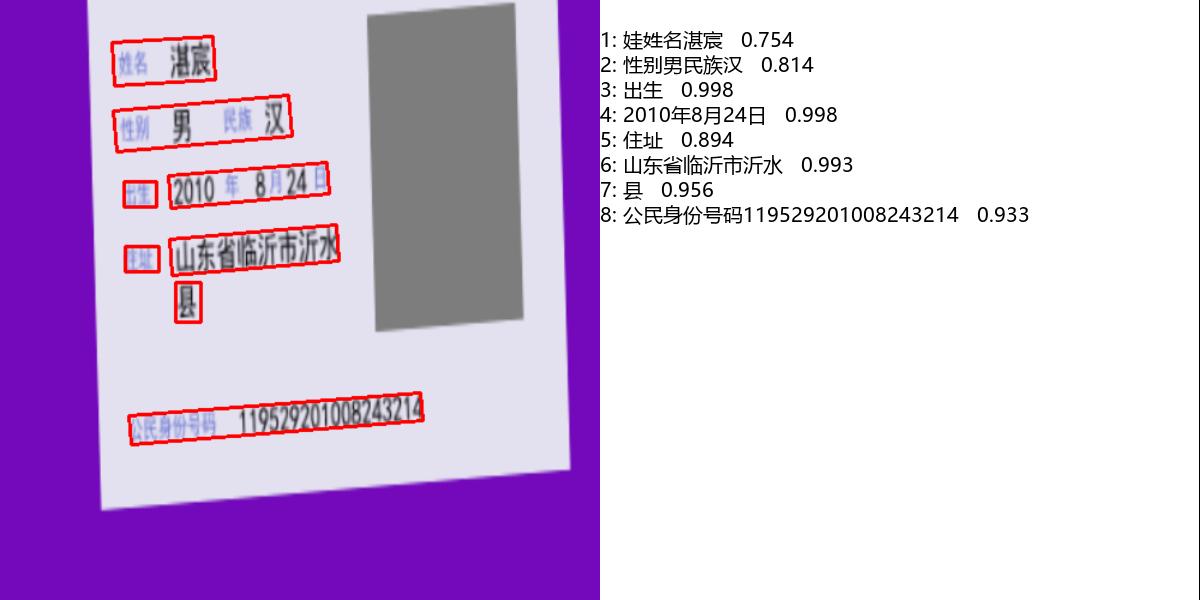 姓名 湛宸
性别 男 民族 汉
出生 2010 年 8 月 24 日
住址 山东省临沂市沂水
县
公民身份号码 119529201008243214
1: 娃姓名湛宸 0.754
2: 性别男民族汉 0.814
3: 出生 0.998
4: 2010年8月24日 0.998
5: 住址 0.894
6: 山东省临沂市沂水 0.993
7: 县 0.956
8: 公民身份号码119529201008243214 0.933